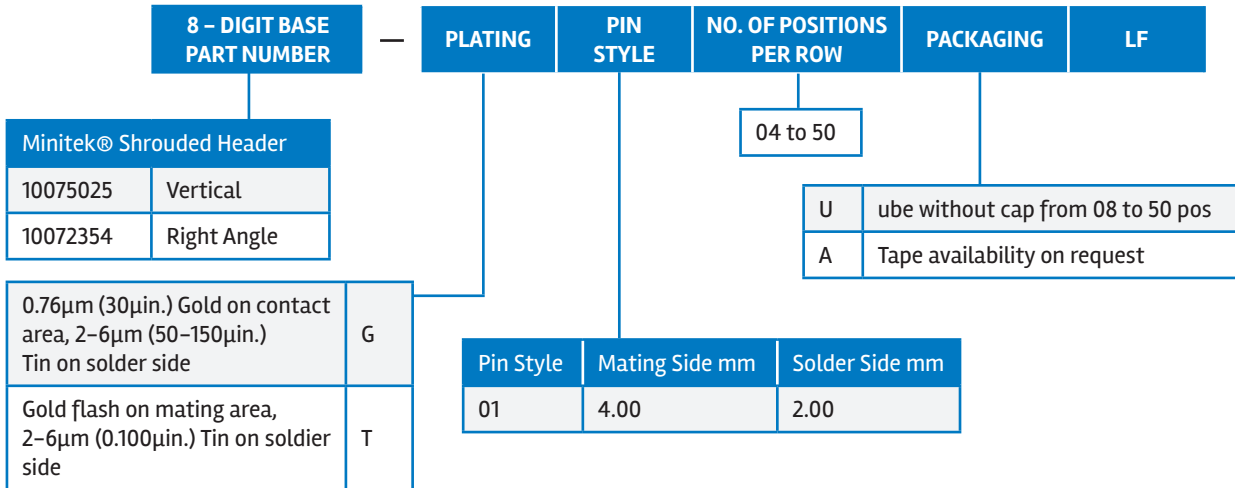 8 – DIGIT BASE
PART NUMBER
—
PLATING
PIN
STYLE
NO. OF POSITIONS
PER ROW
PACKAGING
LF
Minitek® Shrouded Header
10075025 Vertical
10072354 Right Angle
04 to 50
U ube without cap from 08 to 50 pos
A Tape availability on request
0.76µm (30µin.) Gold on contact
area, 2–6µm (50–150µin.)
Tin on solder side
G
Gold flash on mating area,
2–6µm (0.100µin.) Tin on soldier
side
T
Pin Style Mating Side mm Solder Side mm
01 4.00 2.00